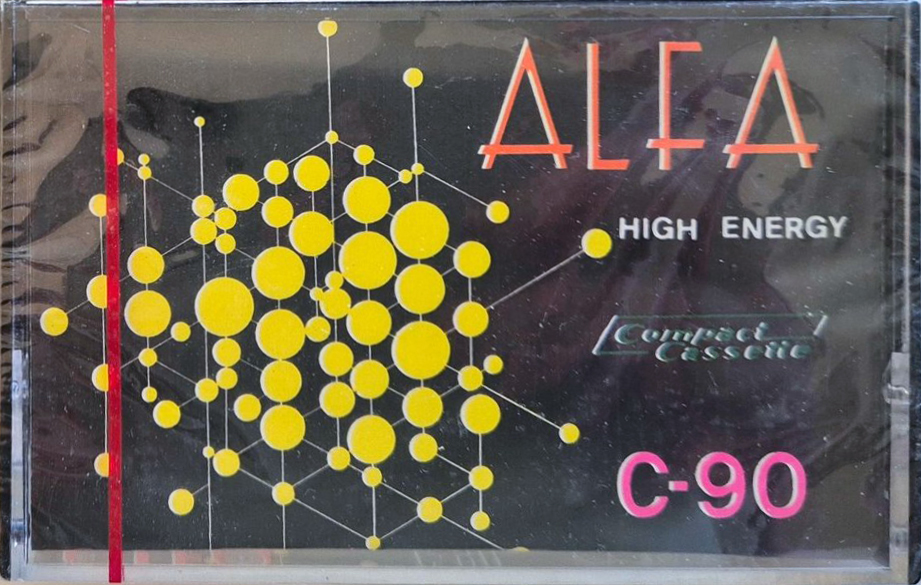 ALFA
HIGH ENERGY
Compact
Cassette
C-90